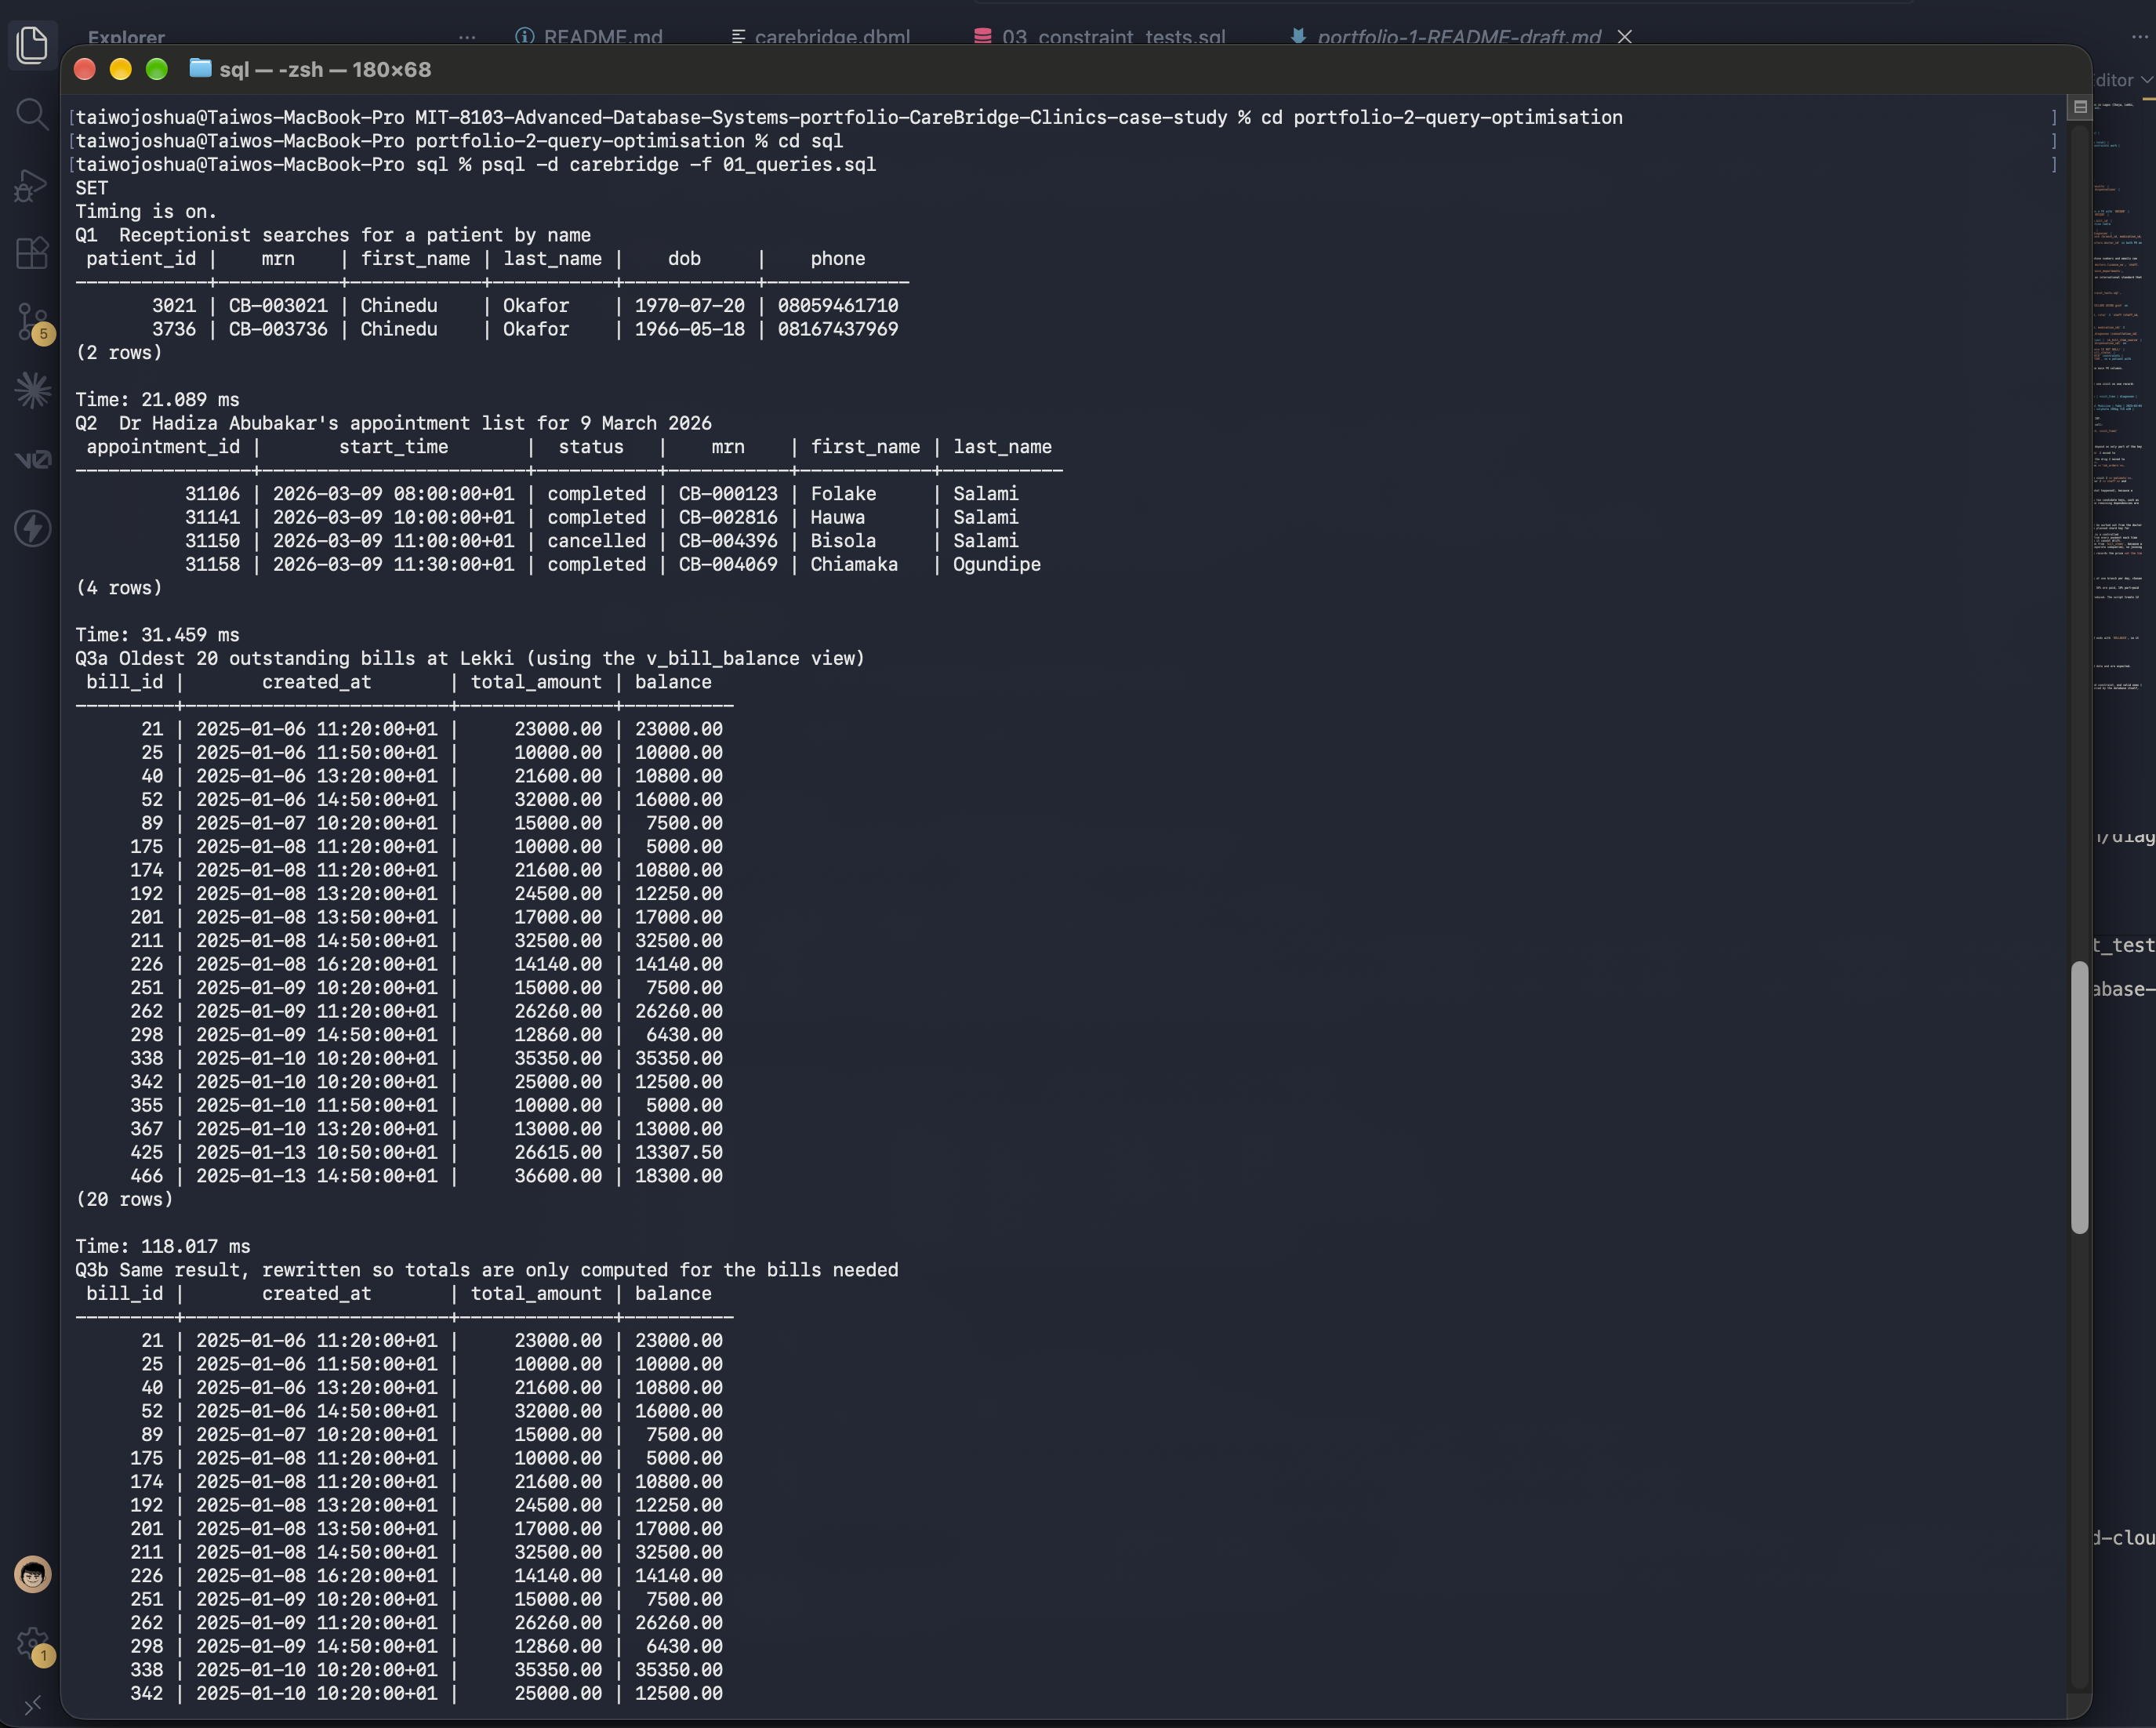 Explorer
README.md
carebridge.dbml
03_constraint_tests.sql
portfolio-1-README-draft.md
sql — -zsh — 180×68
ditor
[taiwojoshua@Taiwos-MacBook-Pro MIT-8103-Advanced-Database-Systems-portfolio-CareBridge-Clinics-case-study % cd portfolio-2-query-optimisation ]
[taiwojoshua@Taiwos-MacBook-Pro portfolio-2-query-optimisation % cd sql ]
[taiwojoshua@Taiwos-MacBook-Pro sql % psql -d carebridge -f 01_queries.sql ]
SET
Timing is on.
Q1  Receptionist searches for a patient by name
 patient_id |    mrn    | first_name | last_name |    dob     |    phone
------------+-----------+------------+-----------+------------+-------------
       3021 | CB-003021 | Chinedu    | Okafor    | 1970-07-20 | 08059461710
       3736 | CB-003736 | Chinedu    | Okafor    | 1966-05-18 | 08167437969
(2 rows)
Time: 21.089 ms
Q2  Dr Hadiza Abubakar's appointment list for 9 March 2026
 appointment_id |       start_time       |  status   |    mrn    | first_name | last_name
----------------+------------------------+-----------+-----------+------------+-----------
          31106 | 2026-03-09 08:00:00+01 | completed | CB-000123 | Folake     | Salami
          31141 | 2026-03-09 10:00:00+01 | completed | CB-002816 | Hauwa      | Salami
          31150 | 2026-03-09 11:00:00+01 | cancelled | CB-004396 | Bisola     | Salami
          31158 | 2026-03-09 11:30:00+01 | completed | CB-004069 | Chiamaka   | Ogundipe
(4 rows)
Time: 31.459 ms
Q3a Oldest 20 outstanding bills at Lekki (using the v_bill_balance view)
 bill_id |       created_at       | total_amount | balance
---------+------------------------+--------------+----------
      21 | 2025-01-06 11:20:00+01 |     23000.00 | 23000.00
      25 | 2025-01-06 11:50:00+01 |     10000.00 | 10000.00
      40 | 2025-01-06 13:20:00+01 |     21600.00 | 10800.00
      52 | 2025-01-06 14:50:00+01 |     32000.00 | 16000.00
      89 | 2025-01-07 10:20:00+01 |     15000.00 |  7500.00
     175 | 2025-01-08 11:20:00+01 |     10000.00 |  5000.00
     174 | 2025-01-08 11:20:00+01 |     21600.00 | 10800.00
     192 | 2025-01-08 13:20:00+01 |     24500.00 | 12250.00
     201 | 2025-01-08 13:50:00+01 |     17000.00 | 17000.00
     211 | 2025-01-08 14:50:00+01 |     32500.00 | 32500.00
     226 | 2025-01-08 16:20:00+01 |     14140.00 | 14140.00
     251 | 2025-01-09 10:20:00+01 |     15000.00 |  7500.00
     262 | 2025-01-09 11:20:00+01 |     26260.00 | 26260.00
     298 | 2025-01-09 14:50:00+01 |     12860.00 |  6430.00
     338 | 2025-01-10 10:20:00+01 |     35350.00 | 35350.00
     342 | 2025-01-10 10:20:00+01 |     25000.00 | 12500.00
     355 | 2025-01-10 11:50:00+01 |     10000.00 |  5000.00
     367 | 2025-01-10 13:20:00+01 |     13000.00 | 13000.00
     425 | 2025-01-13 10:50:00+01 |     26615.00 | 13307.50
     466 | 2025-01-13 14:50:00+01 |     36600.00 | 18300.00
(20 rows)
Time: 118.017 ms
Q3b Same result, rewritten so totals are only computed for the bills needed
 bill_id |       created_at       | total_amount | balance
---------+------------------------+--------------+----------
      21 | 2025-01-06 11:20:00+01 |     23000.00 | 23000.00
      25 | 2025-01-06 11:50:00+01 |     10000.00 | 10000.00
      40 | 2025-01-06 13:20:00+01 |     21600.00 | 10800.00
      52 | 2025-01-06 14:50:00+01 |     32000.00 | 16000.00
      89 | 2025-01-07 10:20:00+01 |     15000.00 |  7500.00
     175 | 2025-01-08 11:20:00+01 |     10000.00 |  5000.00
     174 | 2025-01-08 11:20:00+01 |     21600.00 | 10800.00
     192 | 2025-01-08 13:20:00+01 |     24500.00 | 12250.00
     201 | 2025-01-08 13:50:00+01 |     17000.00 | 17000.00
     211 | 2025-01-08 14:50:00+01 |     32500.00 | 32500.00
     226 | 2025-01-08 16:20:00+01 |     14140.00 | 14140.00
     251 | 2025-01-09 10:20:00+01 |     15000.00 |  7500.00
     262 | 2025-01-09 11:20:00+01 |     26260.00 | 26260.00
     298 | 2025-01-09 14:50:00+01 |     12860.00 |  6430.00
     338 | 2025-01-10 10:20:00+01 |     35350.00 | 35350.00
     342 | 2025-01-10 10:20:00+01 |     25000.00 | 12500.00
5
v0
1
n/diag
t_test
abase-
d-clou